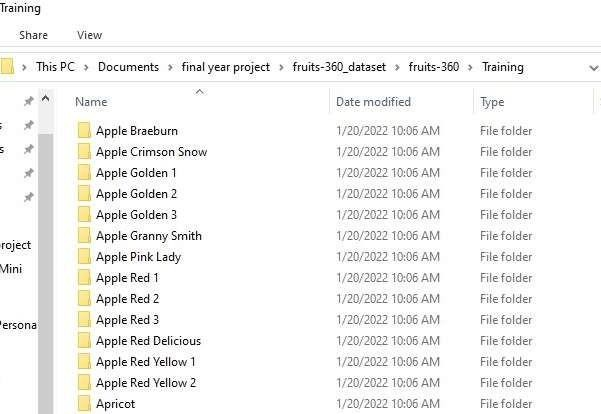 Training
Share View
This PC > Documents > final year project > fruits-360_dataset > fruits-360 > Training
Name Date modified Type
Apple Braeburn 1/20/2022 10:06 AM File folder
Apple Crimson Snow 1/20/2022 10:06 AM File folder
Apple Golden 1 1/20/2022 10:06 AM File folder
Apple Golden 2 1/20/2022 10:06 AM File folder
Apple Golden 3 1/20/2022 10:06 AM File folder
Apple Granny Smith 1/20/2022 10:06 AM File folder
roject
Apple Pink Lady 1/20/2022 10:06 AM File folder
Mini
Apple Red 1 1/20/2022 10:06 AM File folder
Apple Red 2 1/20/2022 10:06 AM File folder
Apple Red 3 1/20/2022 10:06 AM File folder
Persona
Apple Red Delicious 1/20/2022 10:06 AM File folder
Apple Red Yellow 1 1/20/2022 10:06 AM File folder
Apple Red Yellow 2 1/20/2022 10:06 AM File folder
Apricot 1/20/2022 10:06 AM File folder